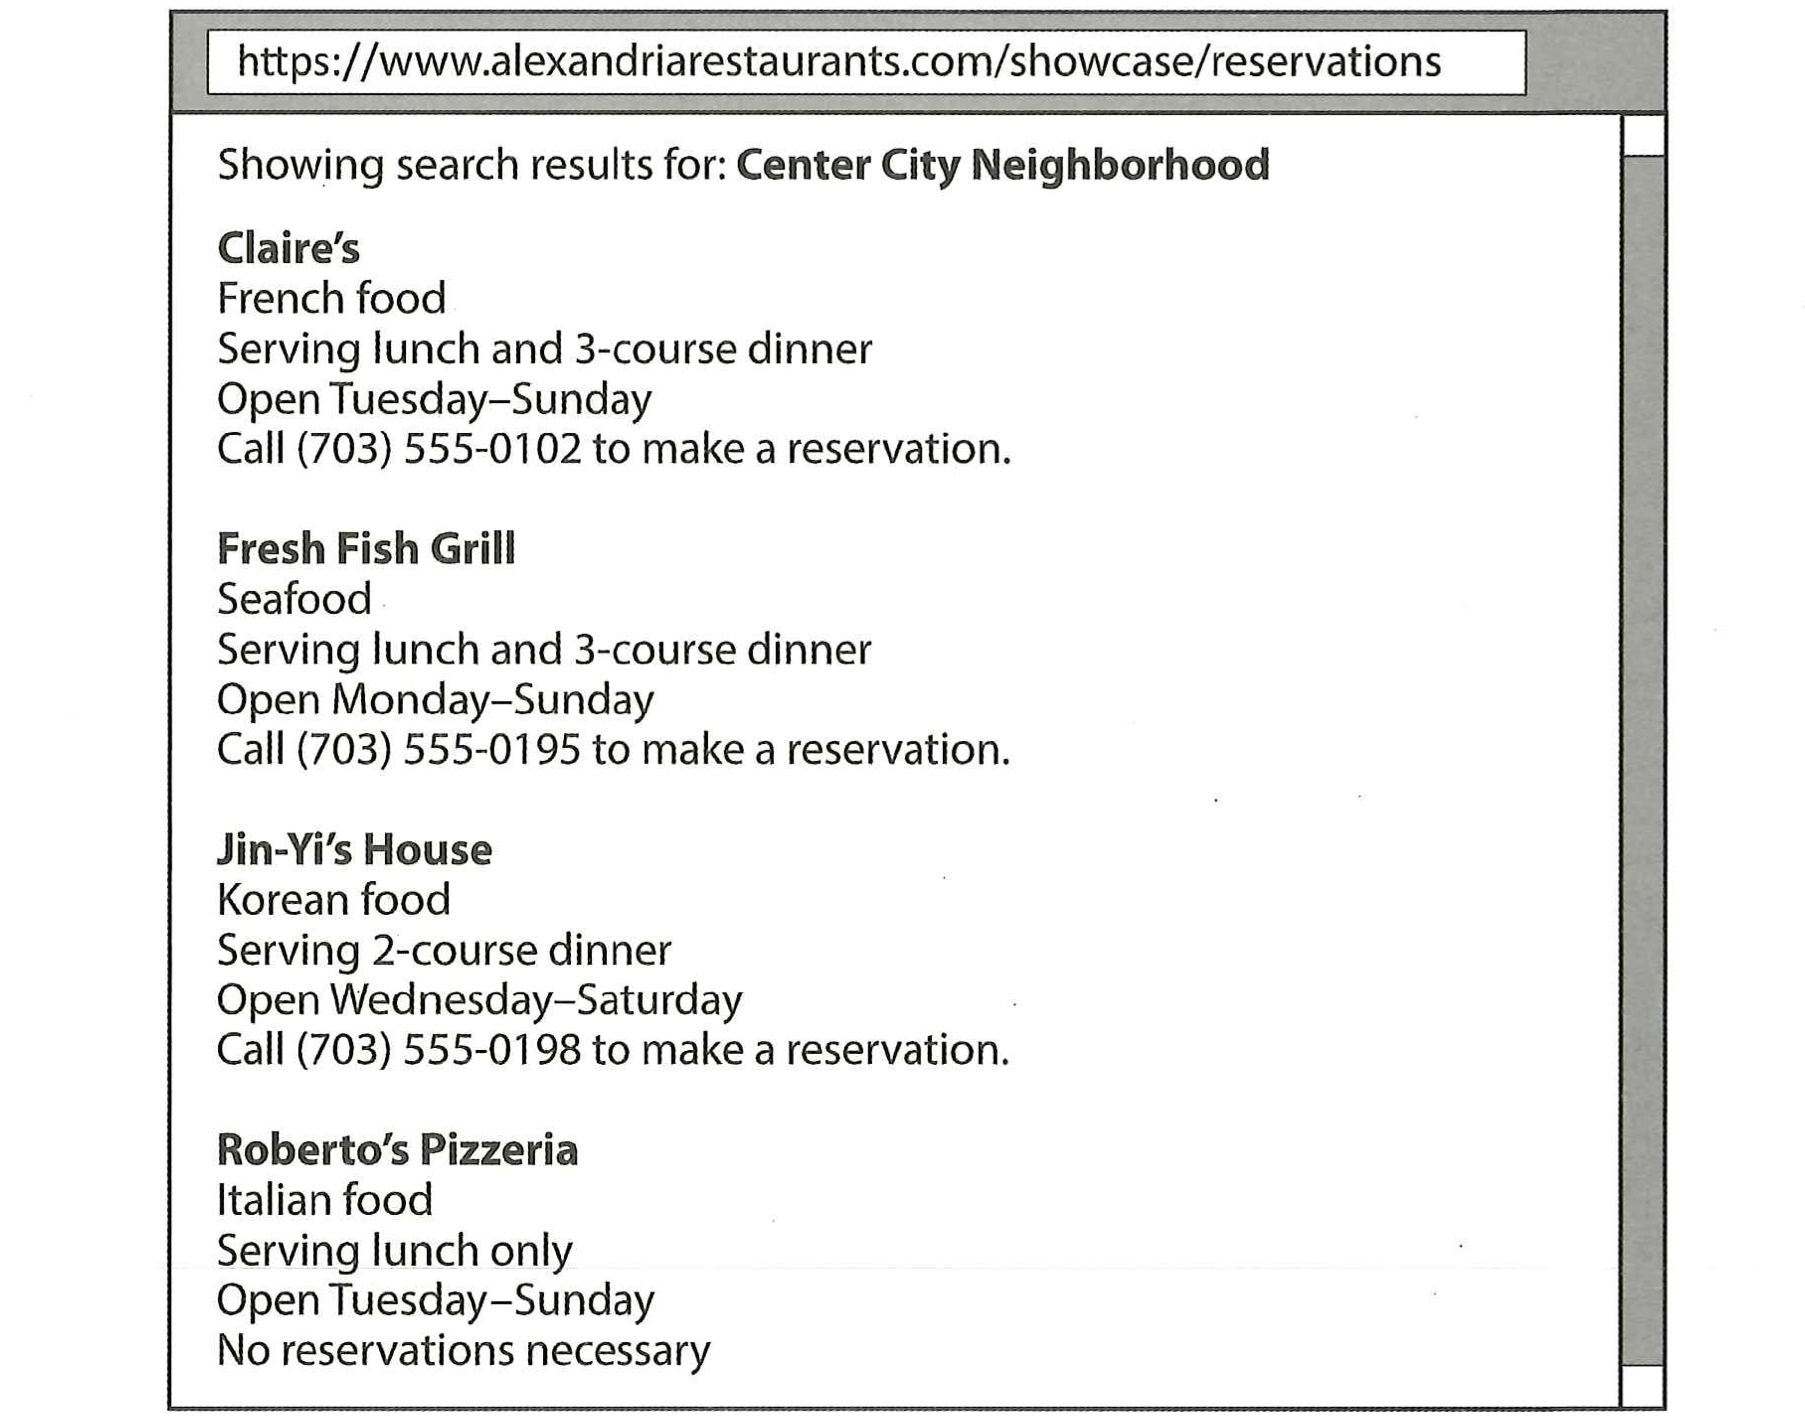 https://www.alexandriarestaurants.com/showcase/reservations
Showing search results for: Center City Neighborhood
Claire's
French food
Serving lunch and 3-course dinner
Open Tuesday–Sunday
Call (703) 555-0102 to make a reservation.
Fresh Fish Grill
Seafood
Serving lunch and 3-course dinner
Open Monday–Sunday
Call (703) 555-0195 to make a reservation.
Jin-Yi's House
Korean food
Serving 2-course dinner
Open Wednesday–Saturday
Call (703) 555-0198 to make a reservation.
Roberto's Pizzeria
Italian food
Serving lunch only
Open Tuesday–Sunday
No reservations necessary